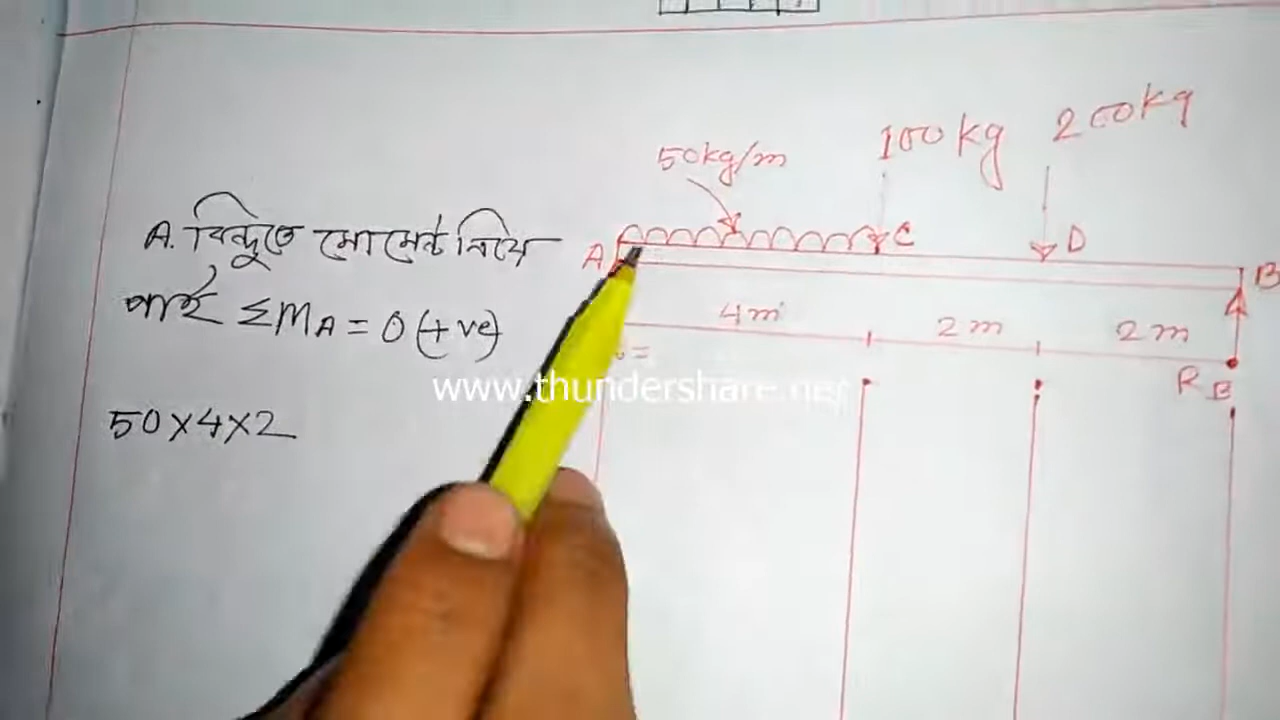 100kg 200kg
50kg/m
A. বিন্দুতে মোমেন্ট নিয়ে
A C D B
পাই ΣMA = 0 (+ve)
4m 2m 2m
=
RB
www.thundershare.net
50×4×2